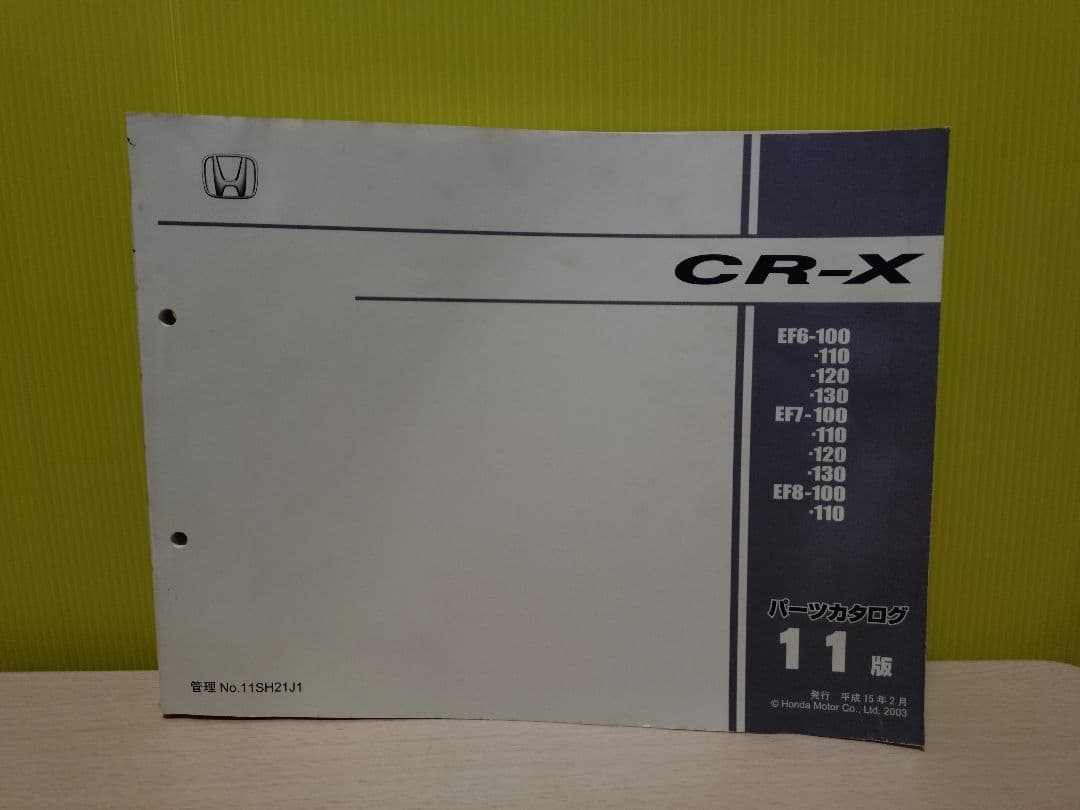 CR-X
EF6-100
・110
・120
・130
EF7-100
・110
・120
・130
EF8-100
・110
パーツカタログ
11版
発行 平成15年2月
© Honda Motor Co., Ltd. 2003
管理 No.11SH21J1